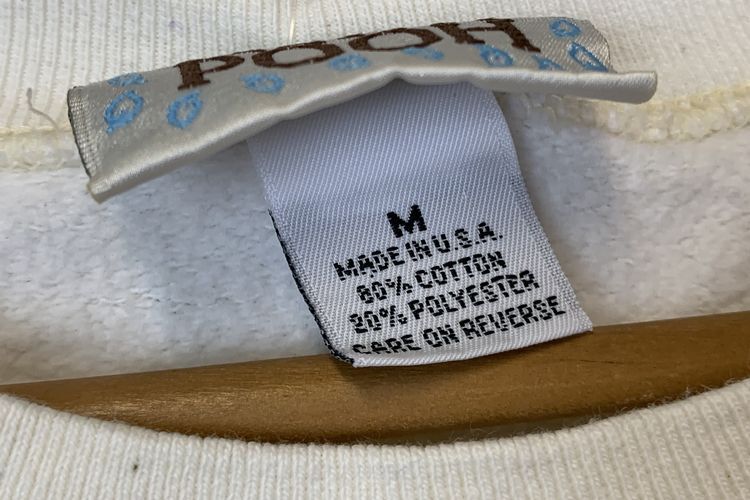 POOH
M
MADE IN U.S.A.
80% COTTON
20% POLYESTER
CARE ON REVERSE